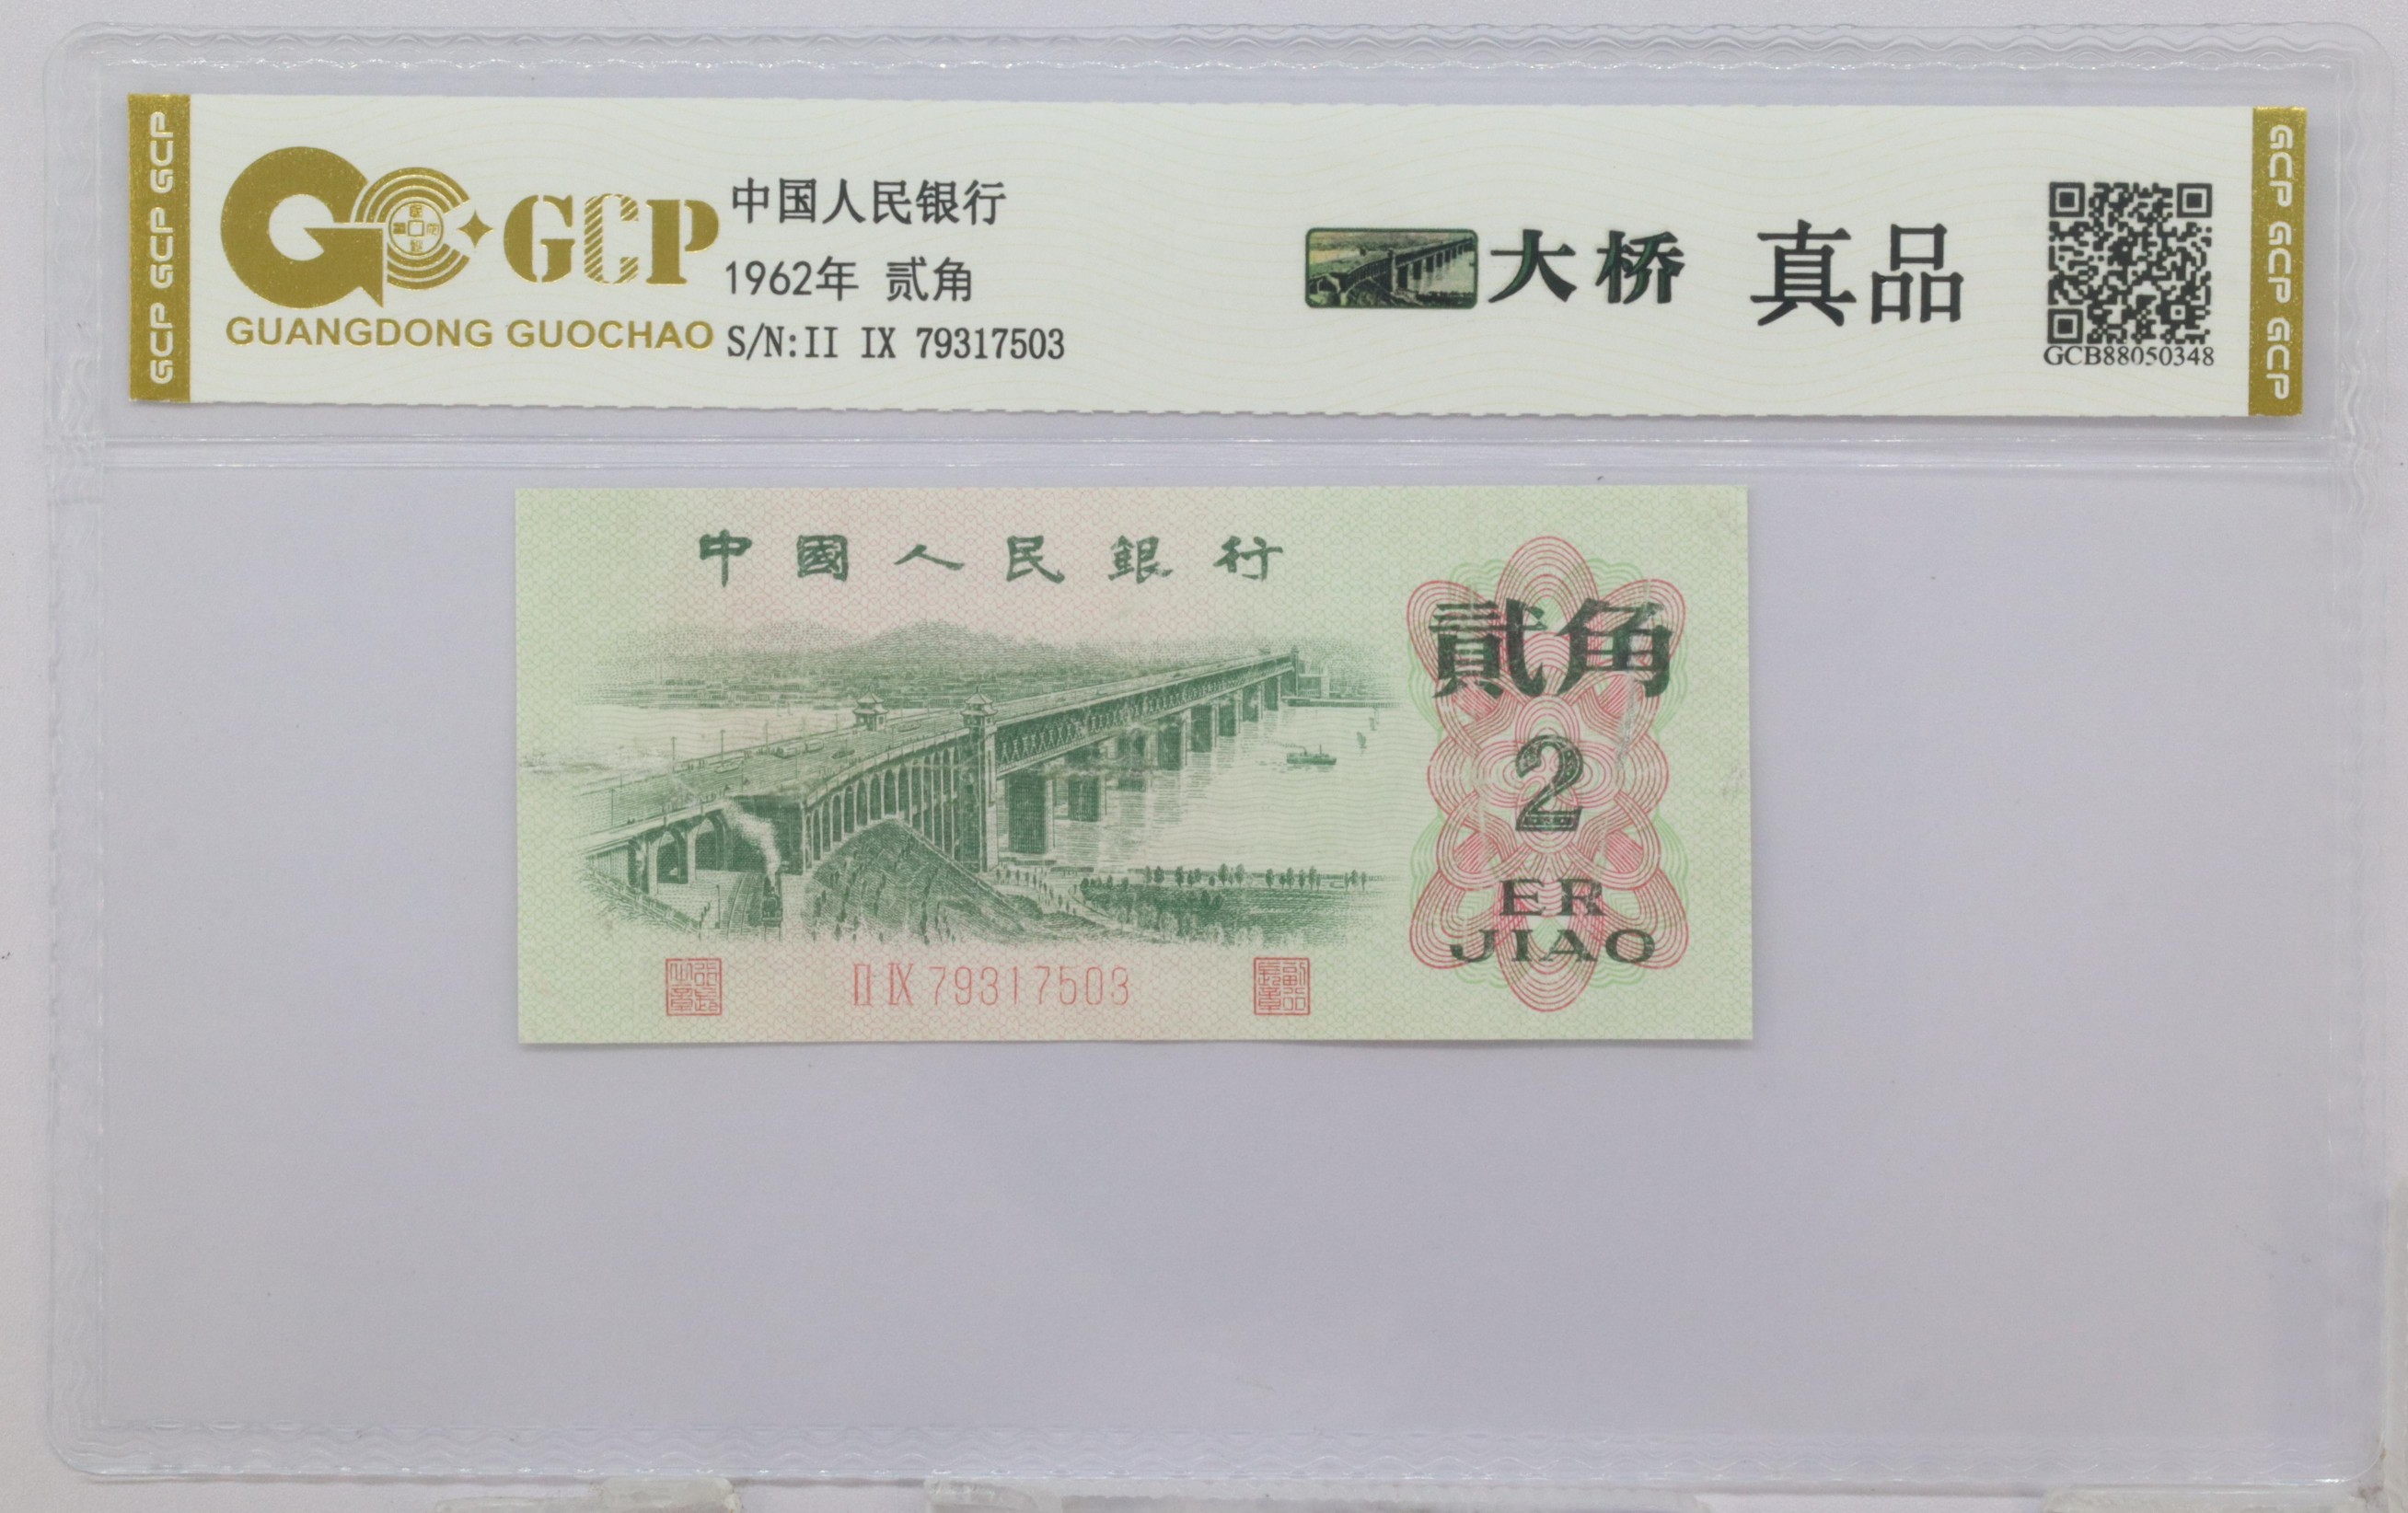 GCP GCP GCP
GCP
GUANGDONG GUOCHAO
中国人民银行
1962年 贰角
S/N:II IX 79317503
大桥
真品
GCB88050348
GCP GCP GCP
中國人民銀行
貳角
2
ER
JIAO
II IX 79317503